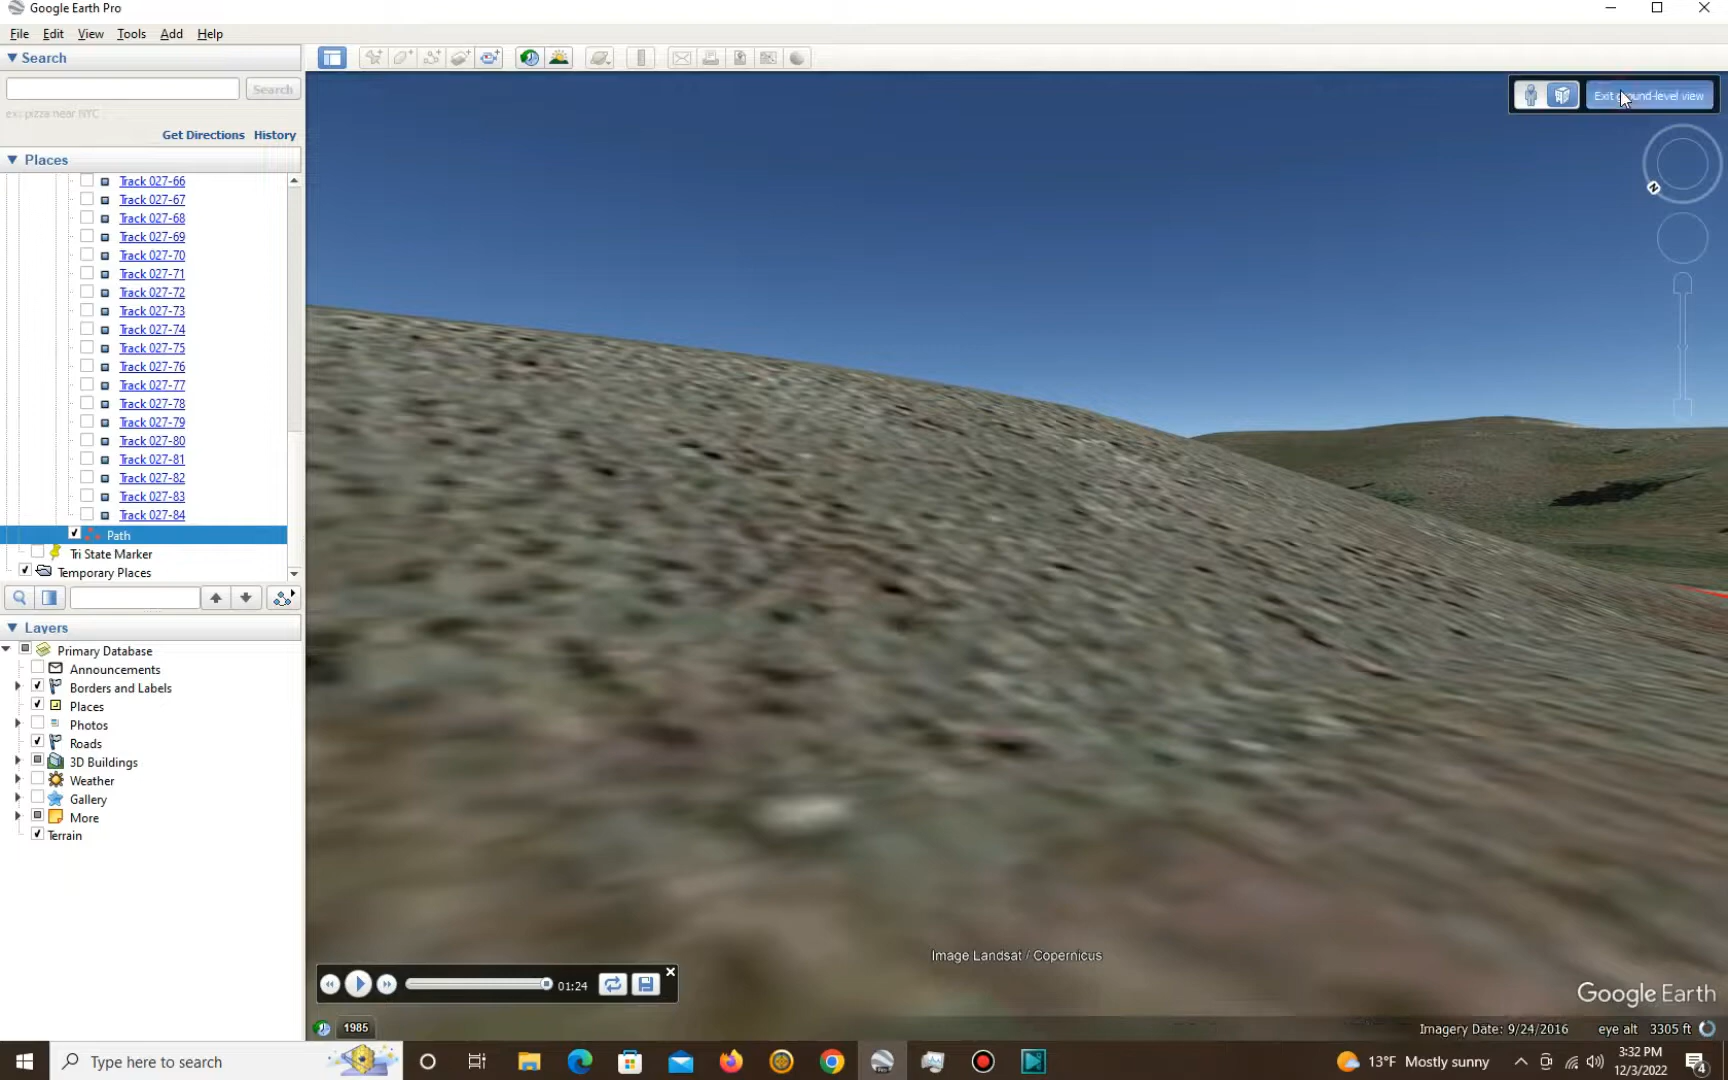 Google Earth Pro
File Edit View Tools Add Help
Search
Search
ex: pizza near NYC
Get Directions History
Exit ground-level view
N
Places
Track 027-66
Track 027-67
Track 027-68
Track 027-69
Track 027-70
Track 027-71
Track 027-72
Track 027-73
Track 027-74
Track 027-75
Track 027-76
Track 027-77
Track 027-78
Track 027-79
Track 027-80
Track 027-81
Track 027-82
Track 027-83
Track 027-84
Path
Tri State Marker
Temporary Places
Layers
Primary Database
Announcements
Borders and Labels
Places
Photos
Roads
3D Buildings
Weather
Gallery
More
Terrain
Image Landsat / Copernicus
01:24
Google Earth
1985
Imagery Date: 9/24/2016 eye alt 3305 ft
Type here to search
13°F Mostly sunny
3:32 PM
12/3/2022
4